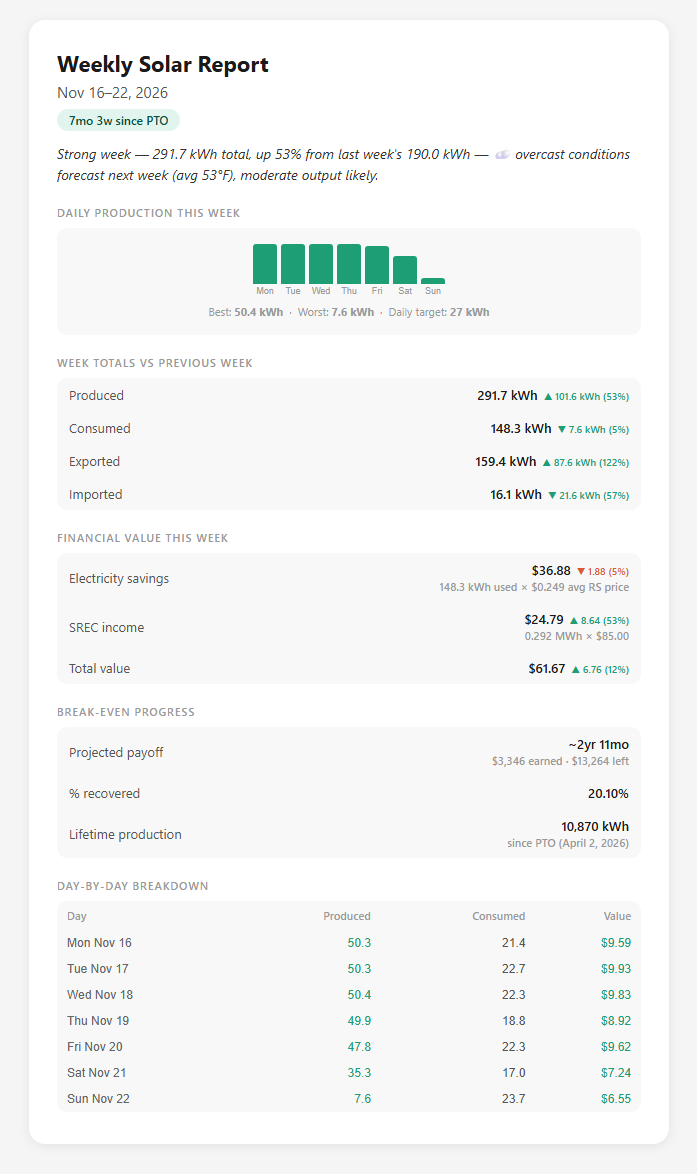 Weekly Solar Report
Nov 16–22, 2026
7mo 3w since PTO
Strong week — 291.7 kWh total, up 53% from last week's 190.0 kWh — ☁️ overcast conditions
forecast next week (avg 53°F), moderate output likely.
DAILY PRODUCTION THIS WEEK
Mon Tue Wed Thu Fri Sat Sun
Best: 50.4 kWh · Worst: 7.6 kWh · Daily target: 27 kWh
WEEK TOTALS VS PREVIOUS WEEK
Produced 291.7 kWh ▲ 101.6 kWh (53%)
Consumed 148.3 kWh ▼ 7.6 kWh (5%)
Exported 159.4 kWh ▲ 87.6 kWh (122%)
Imported 16.1 kWh ▼ 21.6 kWh (57%)
FINANCIAL VALUE THIS WEEK
Electricity savings $36.88 ▼ 1.88 (5%)
148.3 kWh used × $0.249 avg RS price
SREC income $24.79 ▲ 8.64 (53%)
0.292 MWh × $85.00
Total value $61.67 ▲ 6.76 (12%)
BREAK-EVEN PROGRESS
Projected payoff ~2yr 11mo
$3,346 earned · $13,264 left
% recovered 20.10%
Lifetime production 10,870 kWh
since PTO (April 2, 2026)
DAY-BY-DAY BREAKDOWN
Day Produced Consumed Value
Mon Nov 16 50.3 21.4 $9.59
Tue Nov 17 50.3 22.7 $9.93
Wed Nov 18 50.4 22.3 $9.83
Thu Nov 19 49.9 18.8 $8.92
Fri Nov 20 47.8 22.3 $9.62
Sat Nov 21 35.3 17.0 $7.24
Sun Nov 22 7.6 23.7 $6.55